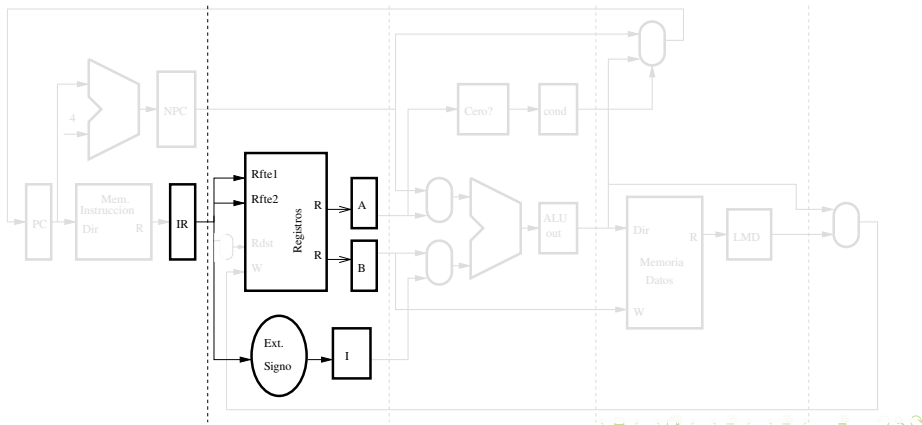 4
NPC
Cero?
cond
PC
Mem.
Instruccion
Dir
R
IR
Rfte1
Rfte2
Rdst
W
Registros
R
R
A
B
ALU
out
Dir
R
Memoria
Datos
W
LMD
Ext.
Signo
I